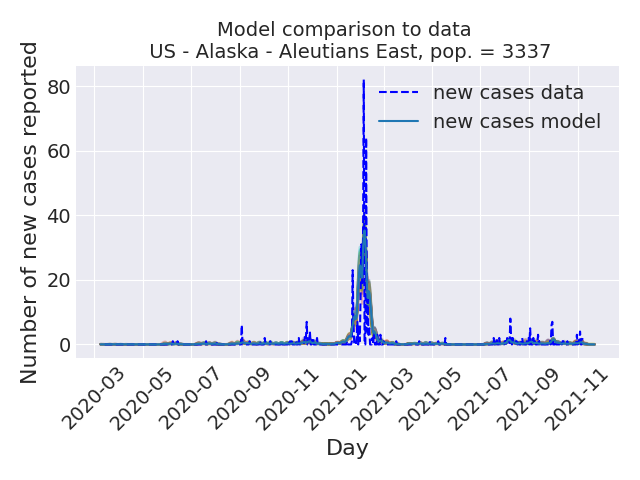 Model comparison to data
US - Alaska - Aleutians East, pop. = 3337
Number of new cases reported
80
60
40
20
0
new cases data
new cases model
2020-03
2020-05
2020-07
2020-09
2020-11
2021-01
2021-03
2021-05
2021-07
2021-09
2021-11
Day